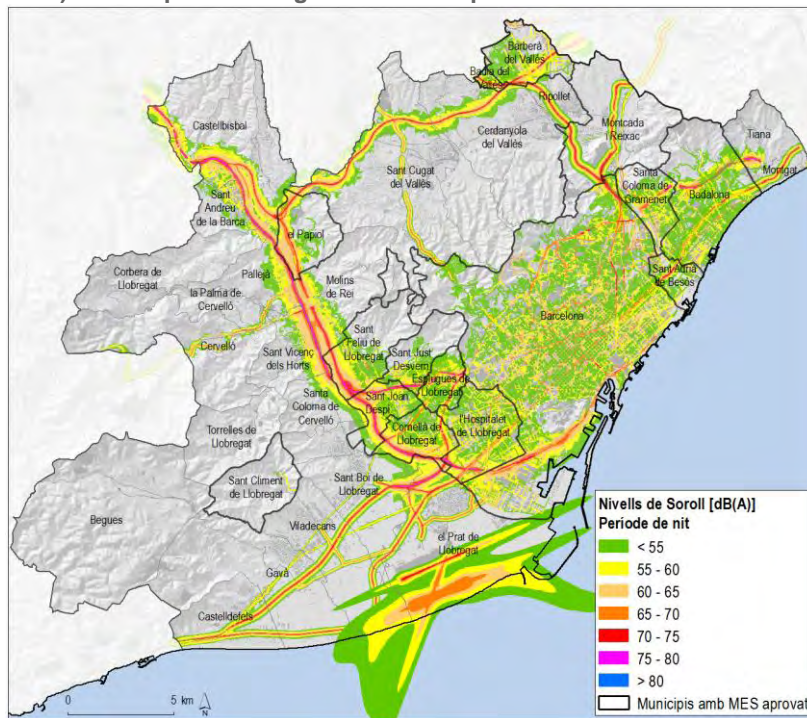 Barberà
del Vallès
Badia del
Vallès
Ripollet
Castellbisbal
Cerdanyola
del Vallès
Montcada
i Reixac
Tiana
Sant Cugat
del Vallès
Santa
Coloma de
Gramenet
Badalona
Montgat
Sant
Andreu
de la Barca
el Papiol
Corbera de
Llobregat
Pallejà
Molins
de Rei
Sant Adrià
de Besòs
la Palma de
Cervelló
Barcelona
Cervelló
Sant
Feliu de
Llobregat
Sant Vicenç
dels Horts
Sant Just
Desvern
Esplugues de
Llobregat
Santa
Coloma de
Cervelló
Sant Joan
Despí
Cornellà de
Llobregat
l'Hospitalet
de Llobregat
Torrelles de
Llobregat
Sant Climent
de Llobregat
Sant Boi de
Llobregat
Begues
Viladecans
el Prat de
Llobregat
Gavà
Castelldefels
Nivells de Soroll [dB(A)]
Període de nit
< 55
55 - 60
60 - 65
65 - 70
70 - 75
75 - 80
> 80
Municipis amb MES aprovat
0 5 km
N